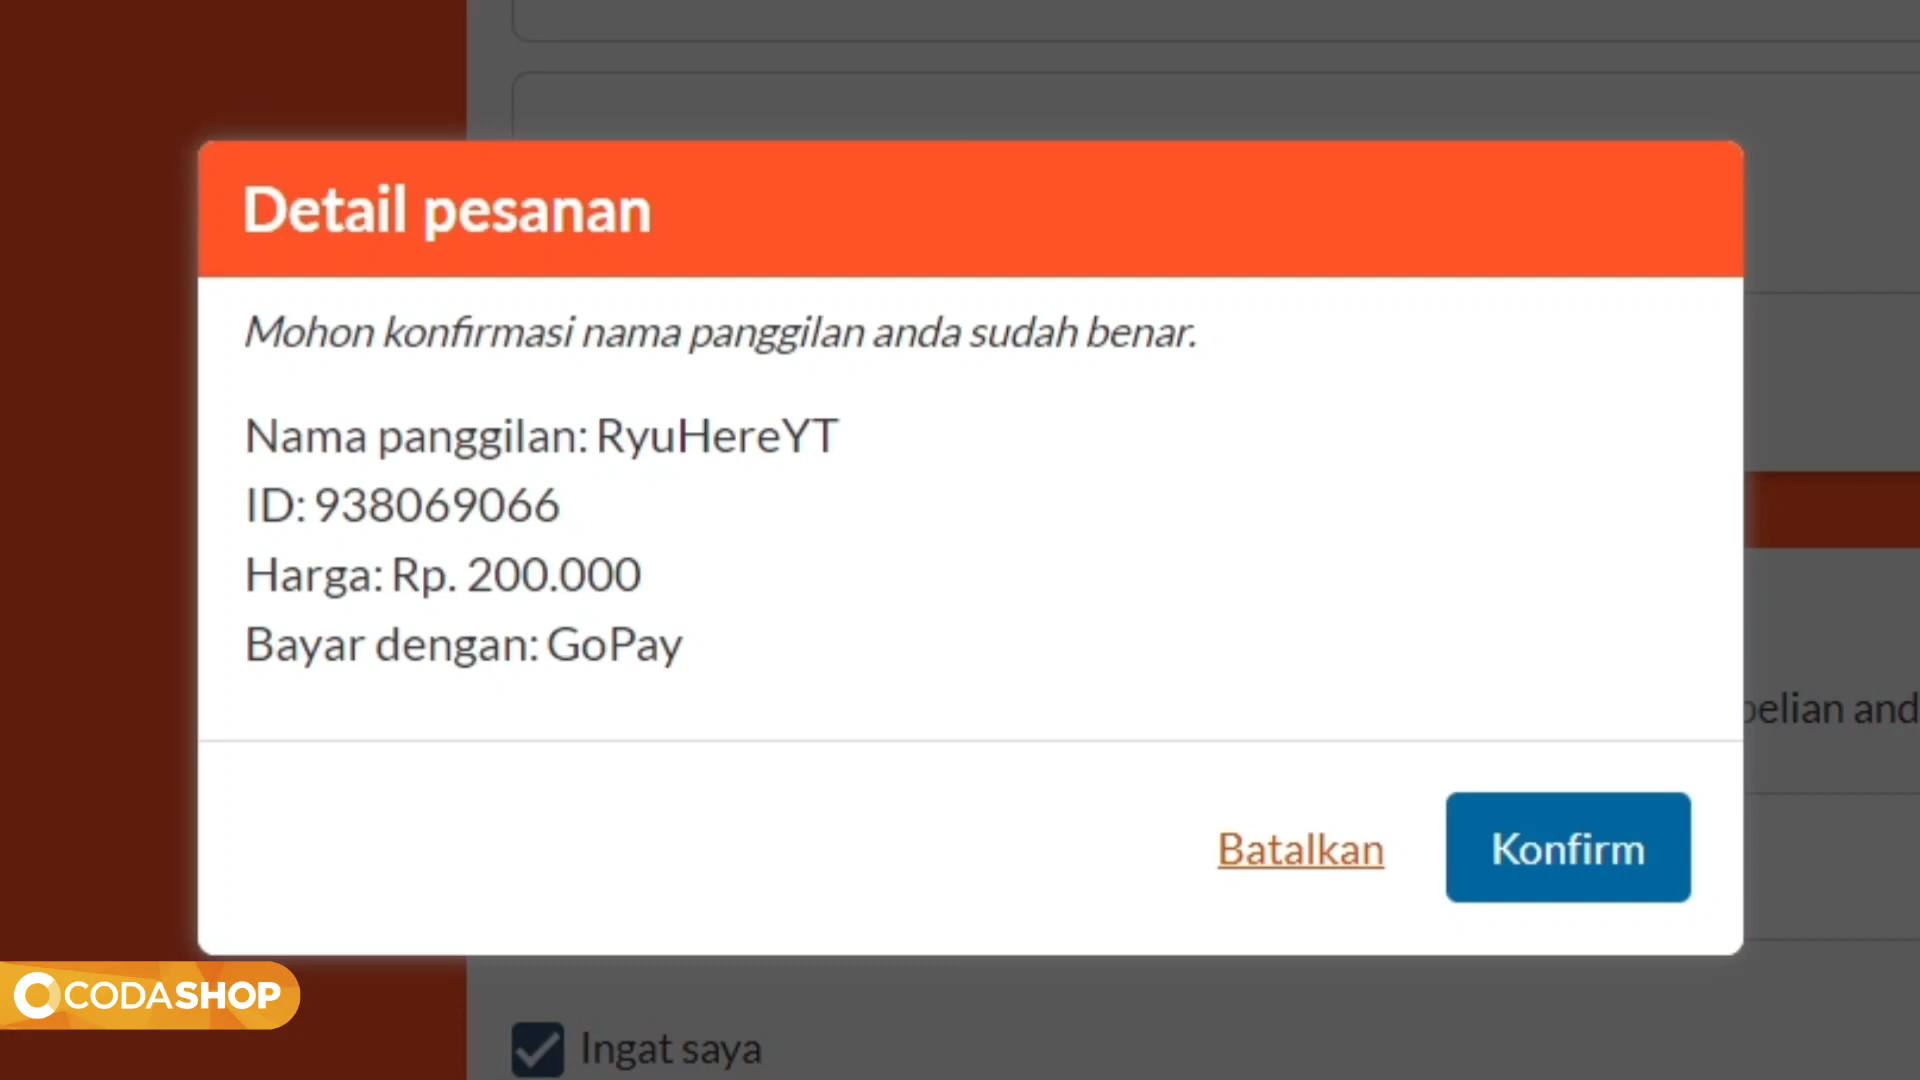 Detail pesanan
Mohon konfirmasi nama panggilan anda sudah benar.
Nama panggilan: RyuHereYT
ID: 938069066
Harga: Rp. 200.000
Bayar dengan: GoPay
and
Batalkan
Konfirm
CODASHOP
Ingat saya